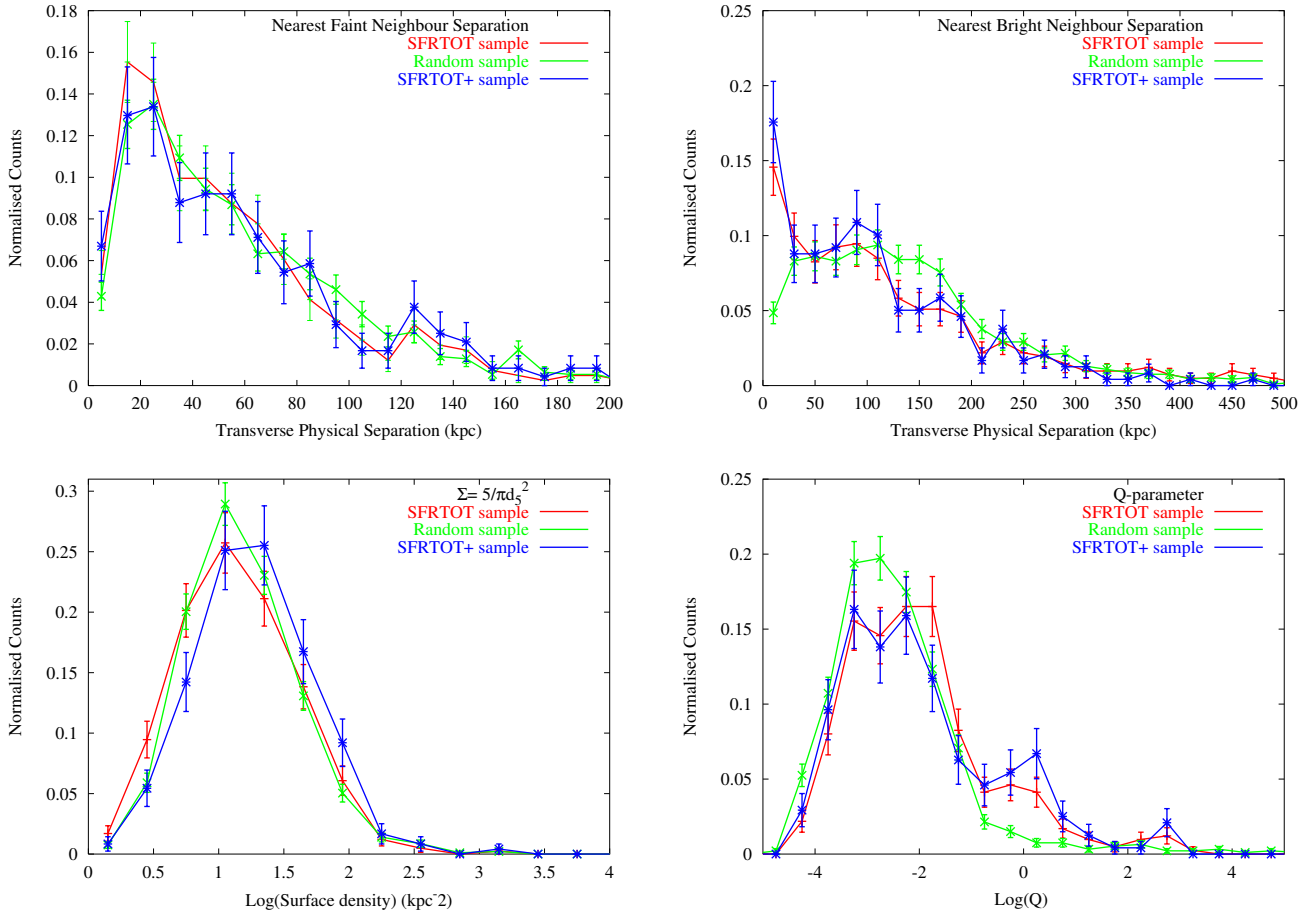 Nearest Faint Neighbour Separation
SFRTOT sample
Random sample
SFRTOT+ sample
Normalised Counts
0.18
0.16
0.14
0.12
0.1
0.08
0.06
0.04
0.02
0
0 20 40 60 80 100 120 140 160 180 200
Transverse Physical Separation (kpc)
Nearest Bright Neighbour Separation
SFRTOT sample
Random sample
SFRTOT+ sample
Normalised Counts
0.25
0.2
0.15
0.1
0.05
0
0 50 100 150 200 250 300 350 400 450 500
Transverse Physical Separation (kpc)
Σ= 5/πd₅²
SFRTOT sample
Random sample
SFRTOT+ sample
Normalised Counts
0.3
0.25
0.2
0.15
0.1
0.05
0
0 0.5 1 1.5 2 2.5 3 3.5 4
Log(Surface density) (kpc⁻2)
Q-parameter
SFRTOT sample
Random sample
SFRTOT+ sample
Normalised Counts
0.25
0.2
0.15
0.1
0.05
0
-4 -2 0 2 4
Log(Q)